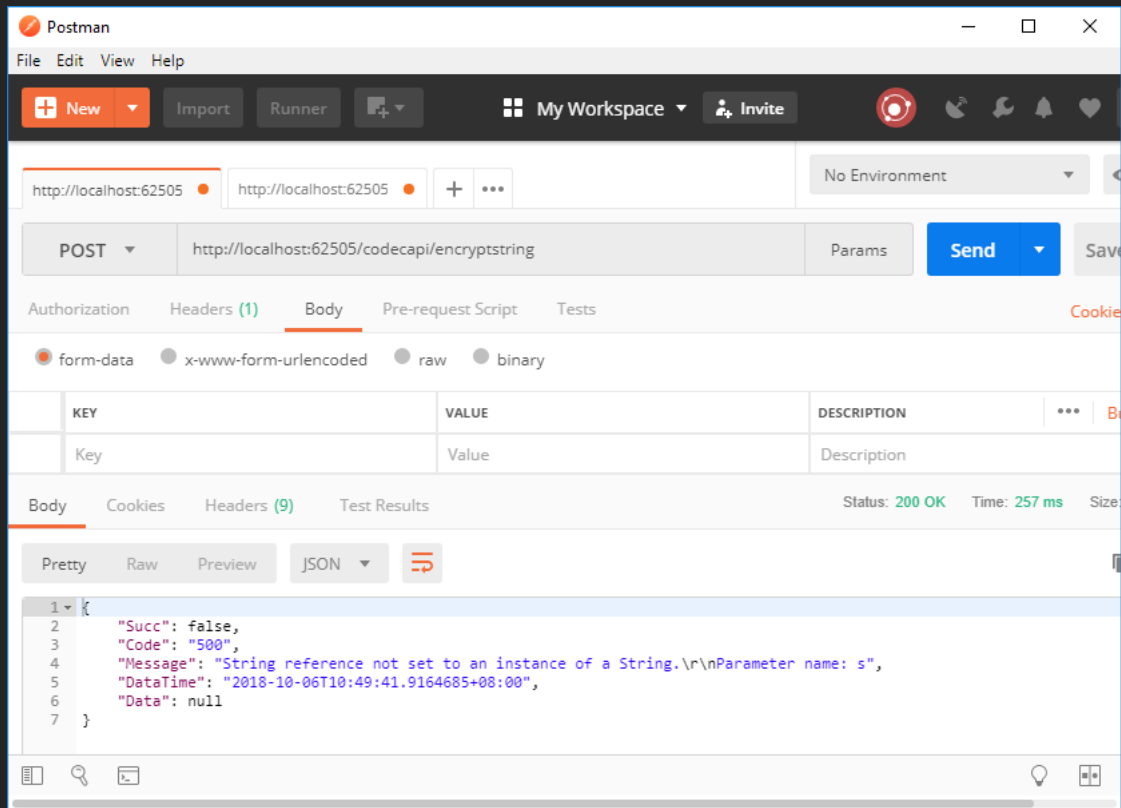 Postman
File Edit View Help
New Import Runner My Workspace Invite
http://localhost:62505 http://localhost:62505 + ••• No Environment
POST http://localhost:62505/codecapi/encryptstring Params Send Save
Authorization Headers (1) Body Pre-request Script Tests Cookie
form-data x-www-form-urlencoded raw binary
KEY VALUE DESCRIPTION •••
Key Value Description
Body Cookies Headers (9) Test Results Status: 200 OK Time: 257 ms Size:
Pretty Raw Preview JSON
1 {
2 "Succ": false,
3 "Code": "500",
4 "Message": "String reference not set to an instance of a String.\r\nParameter name: s",
5 "DataTime": "2018-10-06T10:49:41.9164685+08:00",
6 "Data": null
7 }